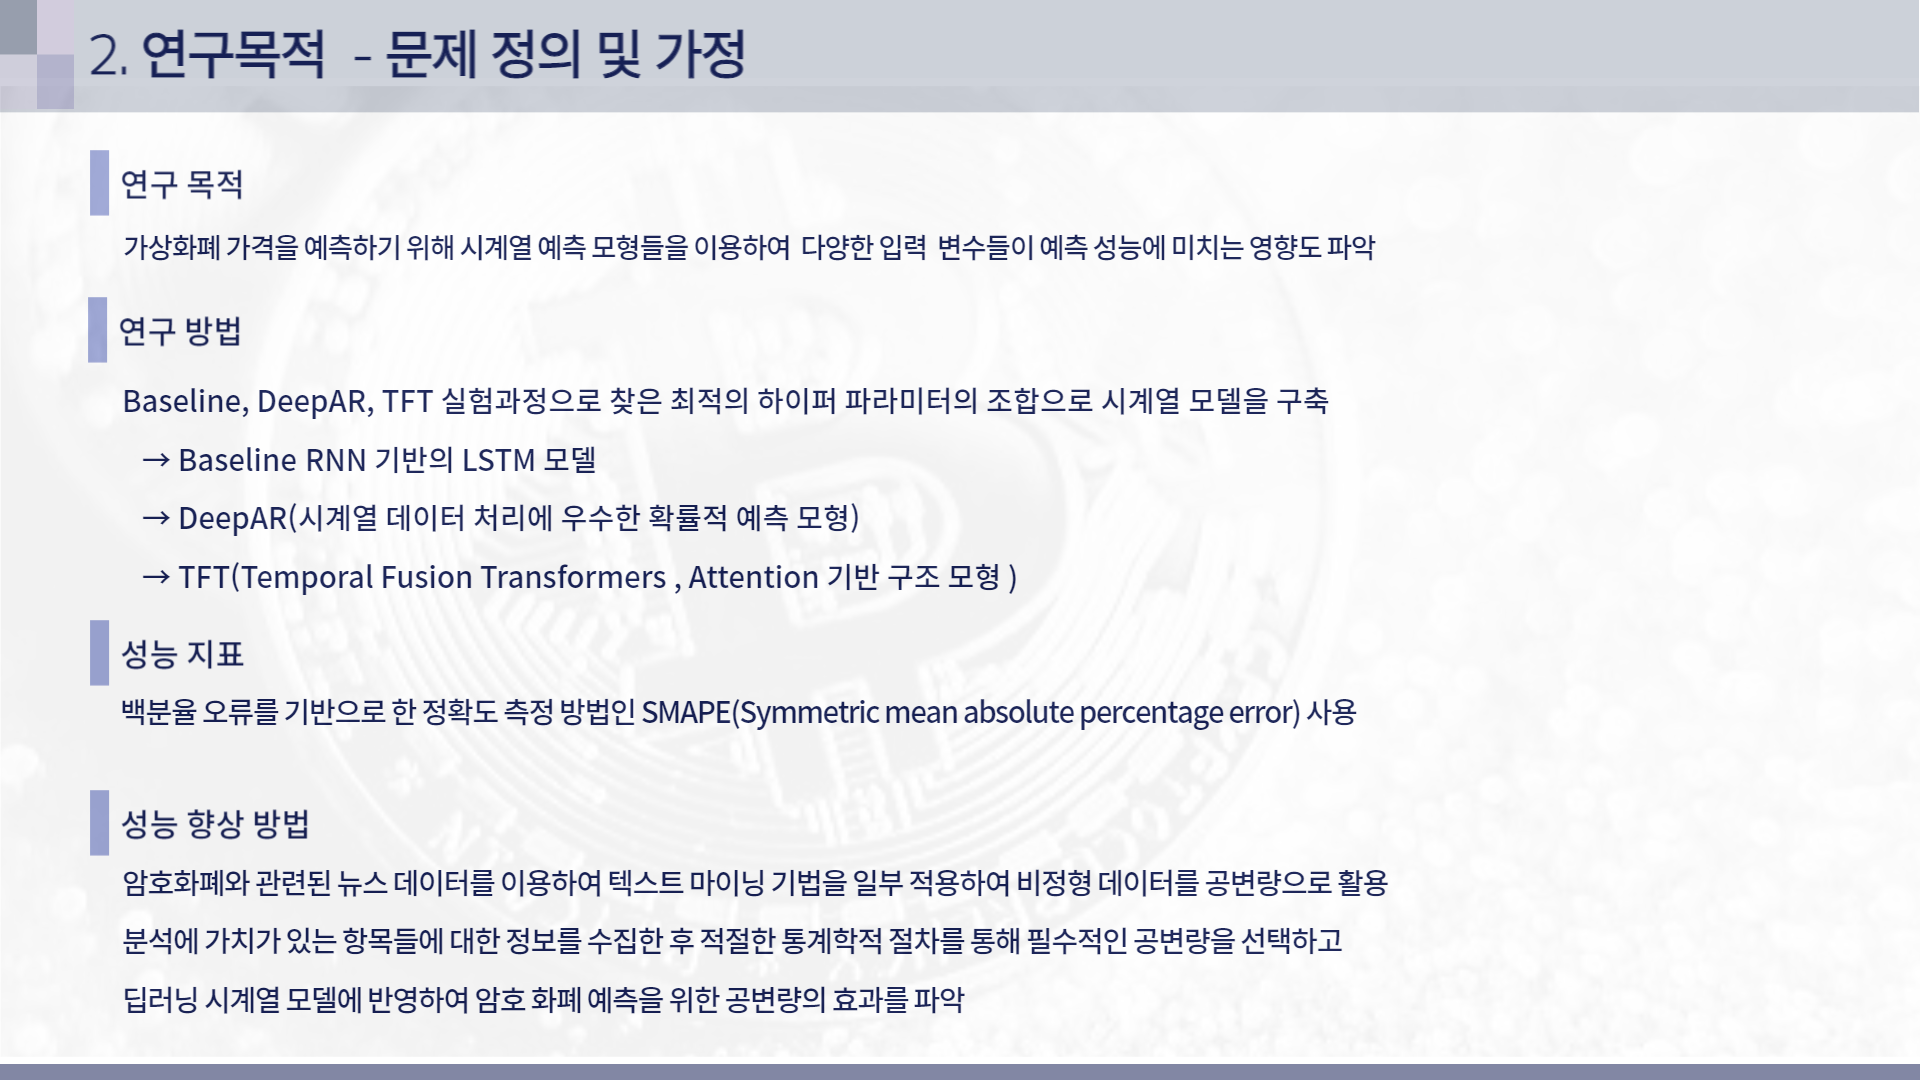 2. 연구목적 - 문제 정의 및 가정
연구 목적
가상화폐 가격을 예측하기 위해 시계열 예측 모형들을 이용하여 다양한 입력 변수들이 예측 성능에 미치는 영향도 파악
연구 방법
Baseline, DeepAR, TFT 실험과정으로 찾은 최적의 하이퍼 파라미터의 조합으로 시계열 모델을 구축
→ Baseline RNN 기반의 LSTM 모델
→ DeepAR(시계열 데이터 처리에 우수한 확률적 예측 모형)
→ TFT(Temporal Fusion Transformers , Attention 기반 구조 모형 )
성능 지표
백분율 오류를 기반으로 한 정확도 측정 방법인 SMAPE(Symmetric mean absolute percentage error) 사용
성능 향상 방법
암호화폐와 관련된 뉴스 데이터를 이용하여 텍스트 마이닝 기법을 일부 적용하여 비정형 데이터를 공변량으로 활용
분석에 가치가 있는 항목들에 대한 정보를 수집한 후 적절한 통계학적 절차를 통해 필수적인 공변량을 선택하고
딥러닝 시계열 모델에 반영하여 암호 화폐 예측을 위한 공변량의 효과를 파악